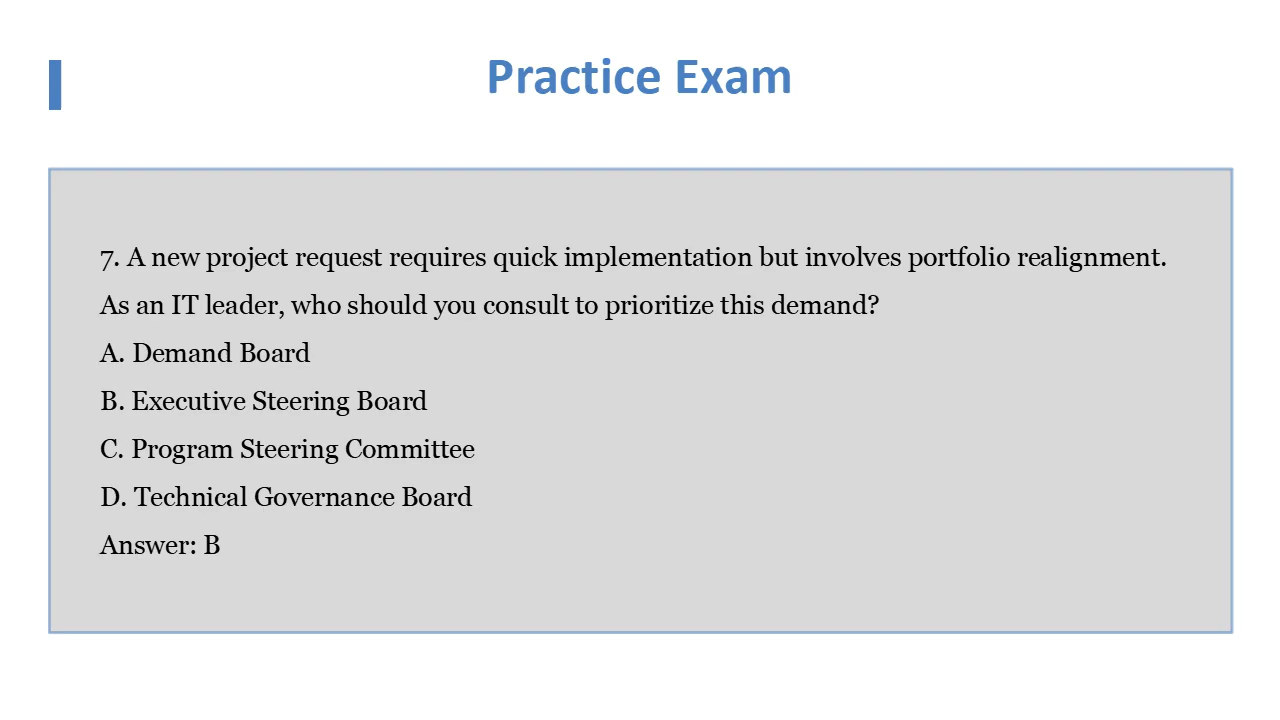 Practice Exam
7. A new project request requires quick implementation but involves portfolio realignment.
As an IT leader, who should you consult to prioritize this demand?
A. Demand Board
B. Executive Steering Board
C. Program Steering Committee
D. Technical Governance Board
Answer: B